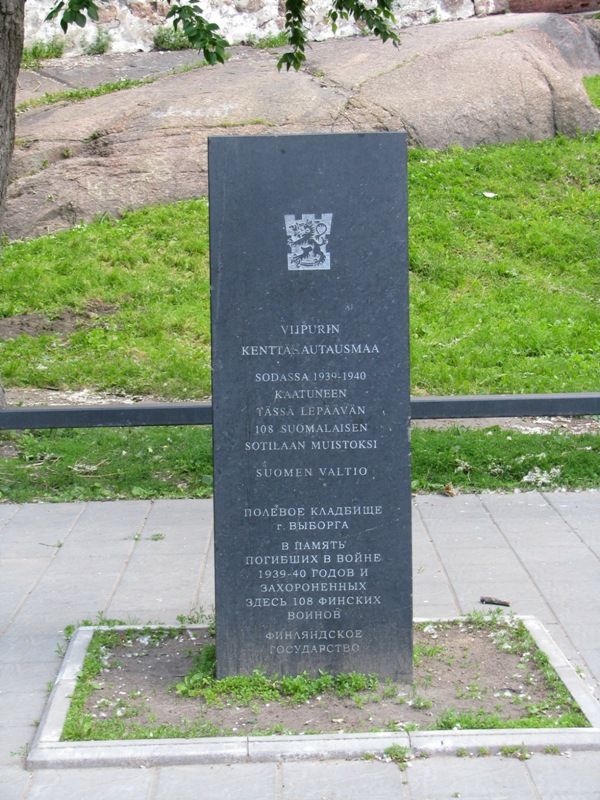 VIIPURIN
KENTTÄHAUTAUSMAA
SODASSA 1939-1940
KAATUNEEN
TÄSSÄ LEPÄÄVÄN
108 SUOMALAISEN
SOTILAAN MUISTOKSI
SUOMEN VALTIO
ПОЛЕВОЕ КЛАДБИЩЕ
г. ВЫБОРГА
В ПАМЯТЬ
ПОГИБШИХ В ВОЙНЕ
1939-40 ГОДОВ И
ЗАХОРОНЕННЫХ
ЗДЕСЬ 108 ФИНСКИХ
ВОИНОВ
ФИНЛЯНДСКОЕ
ГОСУДАРСТВО